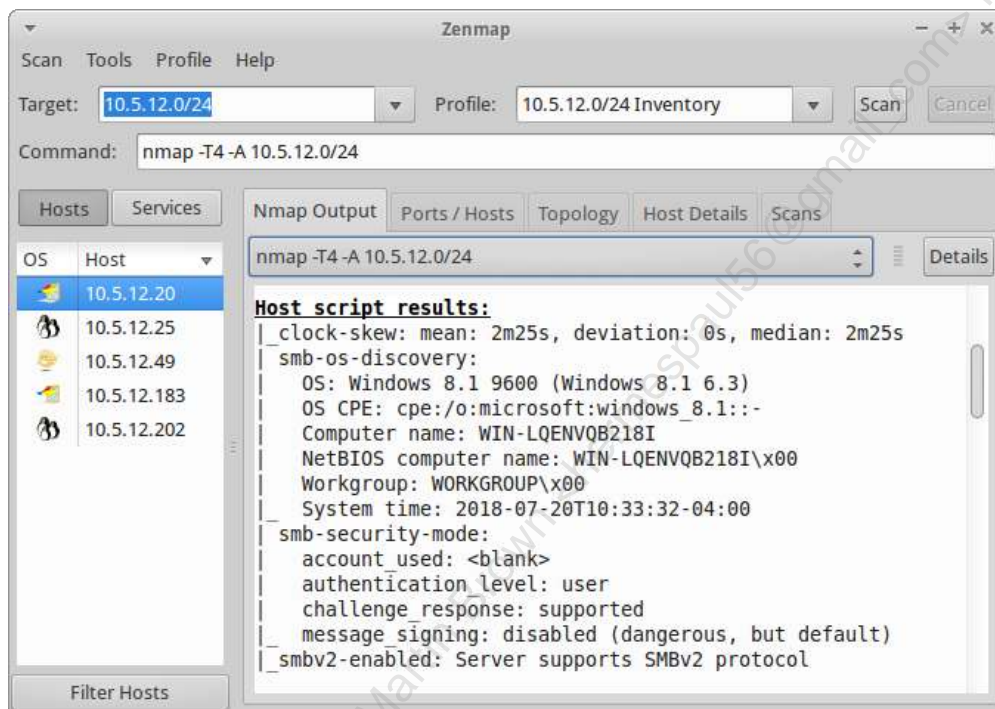 Zenmap
Scan Tools Profile Help
Target: 10.5.12.0/24 Profile: 10.5.12.0/24 Inventory Scan Cancel
Command: nmap -T4 -A 10.5.12.0/24
Hosts Services Nmap Output Ports / Hosts Topology Host Details Scans
OS Host nmap -T4 -A 10.5.12.0/24 Details
10.5.12.20
10.5.12.25
10.5.12.49
10.5.12.183
10.5.12.202
Host script results:
|_clock-skew: mean: 2m25s, deviation: 0s, median: 2m25s
| smb-os-discovery:
|   OS: Windows 8.1 9600 (Windows 8.1 6.3)
|   OS CPE: cpe:/o:microsoft:windows_8.1::-
|   Computer name: WIN-LQENVQB218I
|   NetBIOS computer name: WIN-LQENVQB218I\x00
|   Workgroup: WORKGROUP\x00
|_  System time: 2018-07-20T10:33:32-04:00
| smb-security-mode:
|   account_used: <blank>
|   authentication_level: user
|   challenge_response: supported
|_  message_signing: disabled (dangerous, but default)
|_smbv2-enabled: Server supports SMBv2 protocol
Filter Hosts